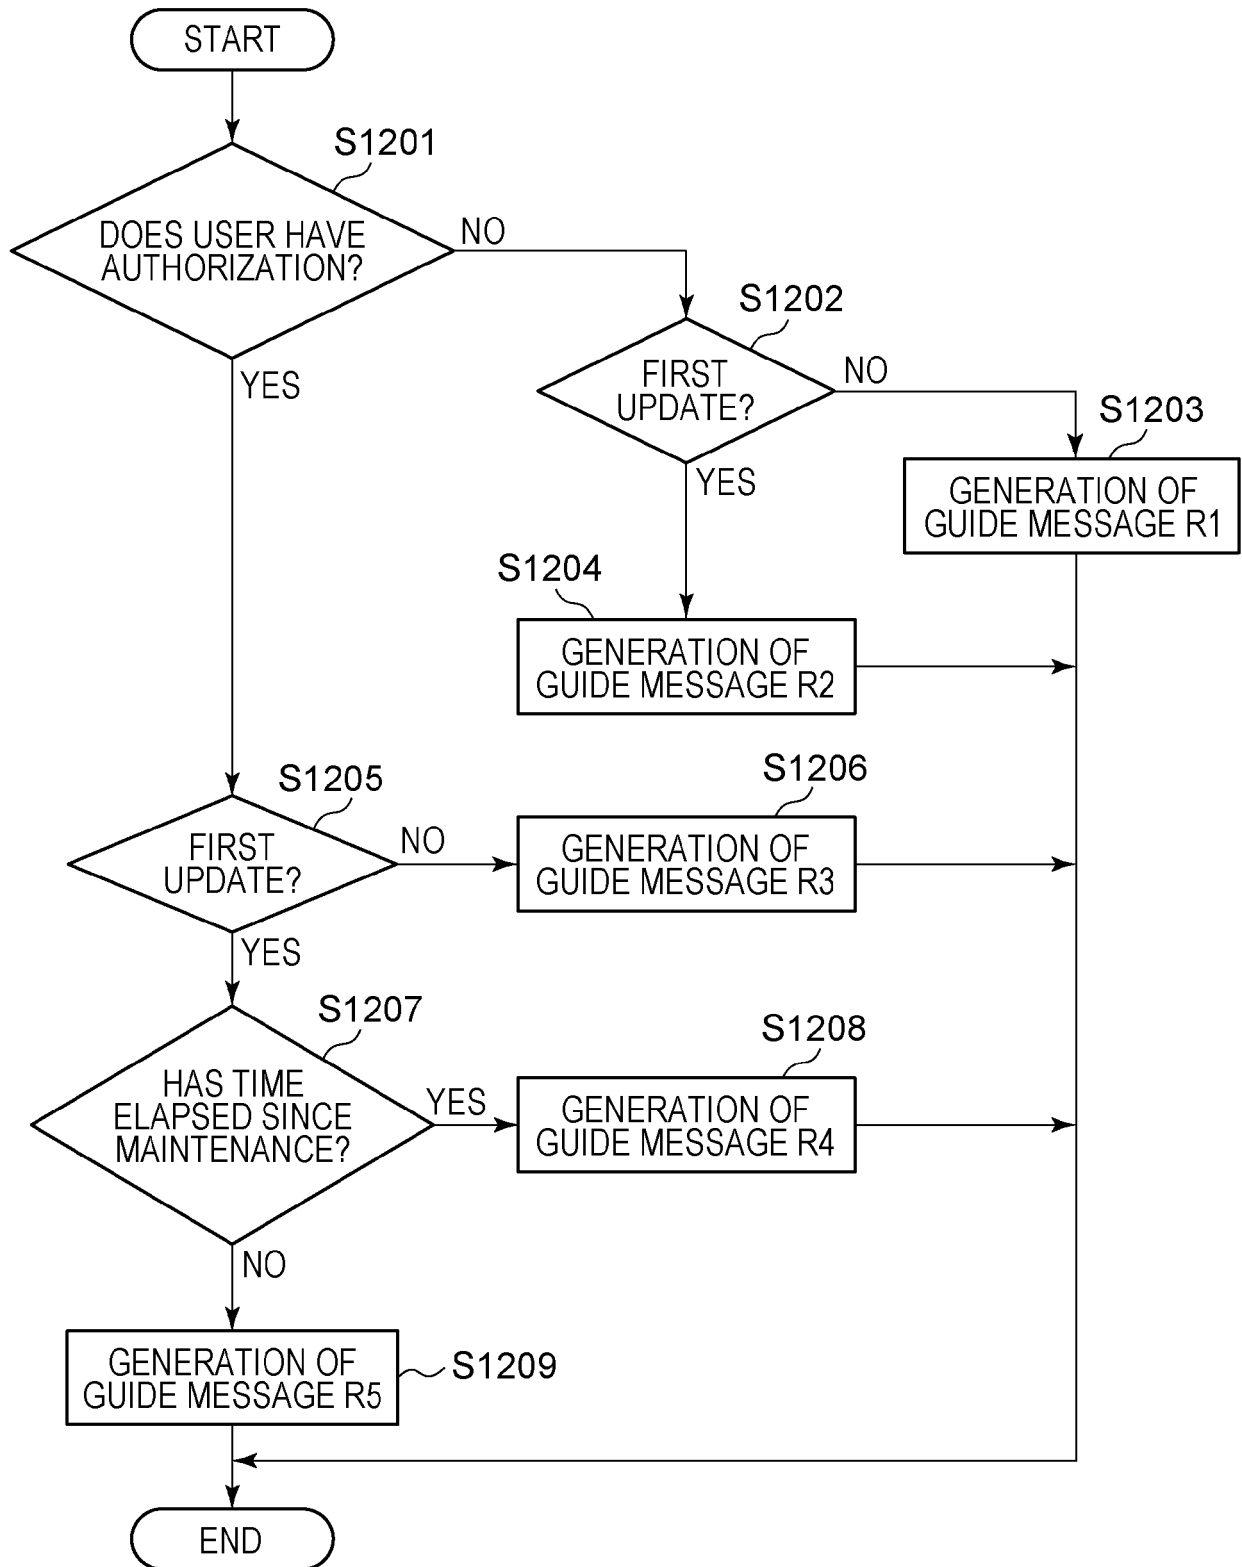 START
S1201
DOES USER HAVE
AUTHORIZATION?
NO
YES
S1202
FIRST
UPDATE?
NO
YES
S1203
GENERATION OF
GUIDE MESSAGE R1
S1204
GENERATION OF
GUIDE MESSAGE R2
S1205
FIRST
UPDATE?
NO
YES
S1206
GENERATION OF
GUIDE MESSAGE R3
S1207
HAS TIME
ELAPSED SINCE
MAINTENANCE?
YES
NO
S1208
GENERATION OF
GUIDE MESSAGE R4
GENERATION OF
GUIDE MESSAGE R5
S1209
END